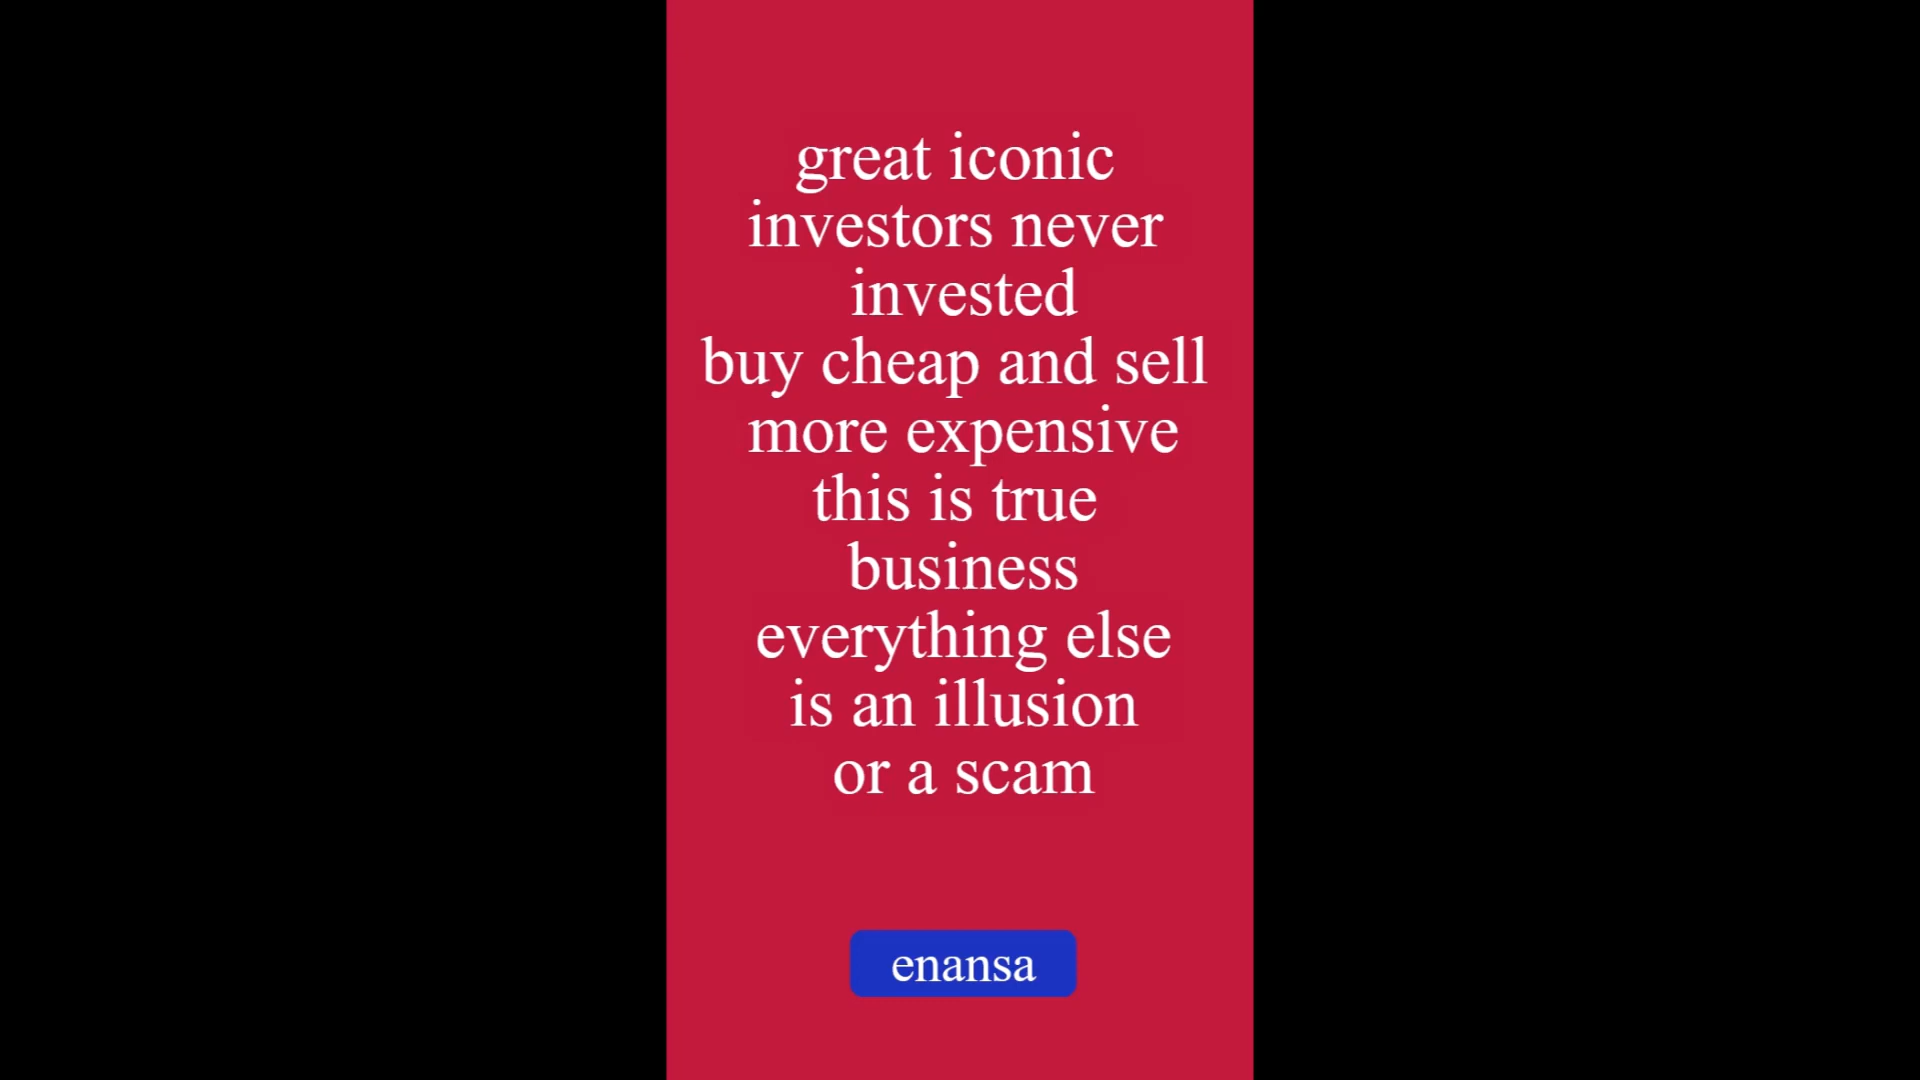 great iconic
investors never
invested
buy cheap and sell
more expensive
this is true
business
everything else
is an illusion
or a scam
enansa